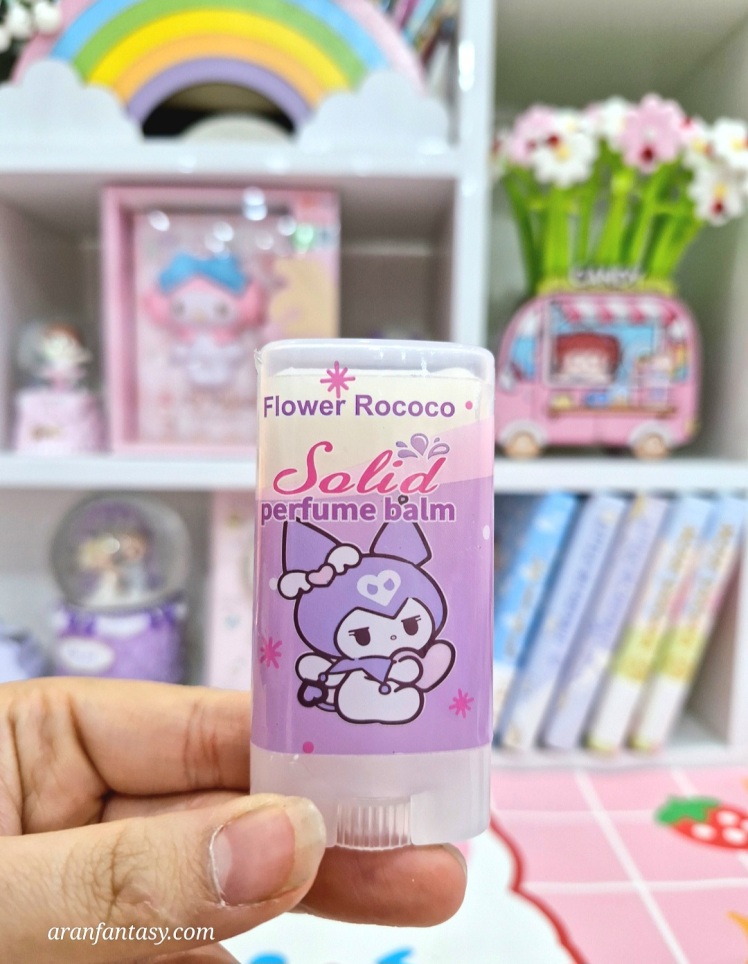 Flower Rococo
Solid
perfume balm
aranfantasy.com